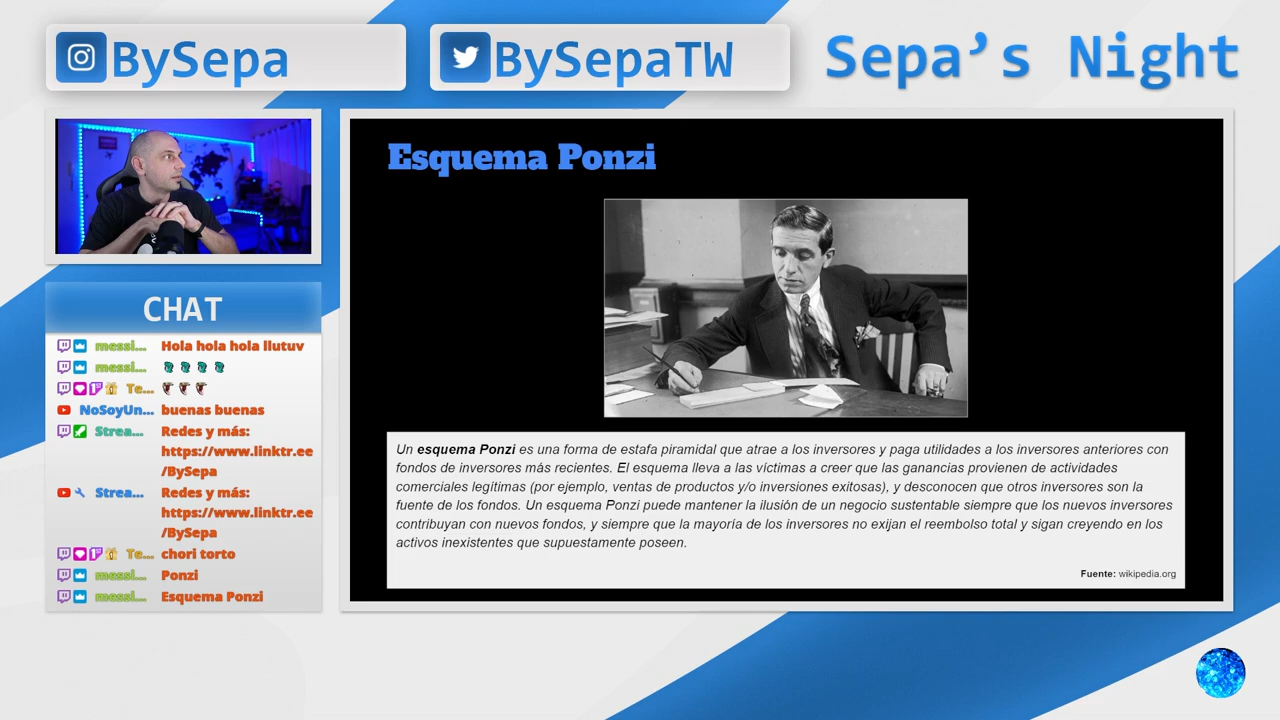 BySepa
BySepaTW
Sepa’s Night
CHAT
messi... Hola hola hola llutuv
messi...
Te...
NoSoyUn... buenas buenas
Strea... Redes y más:
https://www.linktr.ee
/BySepa
Strea... Redes y más:
https://www.linktr.ee
/BySepa
Te... chori torto
messi... Ponzi
messi... Esquema Ponzi
Esquema Ponzi
Un esquema Ponzi es una forma de estafa piramidal que atrae a los inversores y paga utilidades a los inversores anteriores con
fondos de inversores más recientes. El esquema lleva a las víctimas a creer que las ganancias provienen de actividades
comerciales legítimas (por ejemplo, ventas de productos y/o inversiones exitosas), y desconocen que otros inversores son la
fuente de los fondos. Un esquema Ponzi puede mantener la ilusión de un negocio sustentable siempre que los nuevos inversores
contribuyan con nuevos fondos, y siempre que la mayoría de los inversores no exijan el reembolso total y sigan creyendo en los
activos inexistentes que supuestamente poseen.
Fuente: wikipedia.org